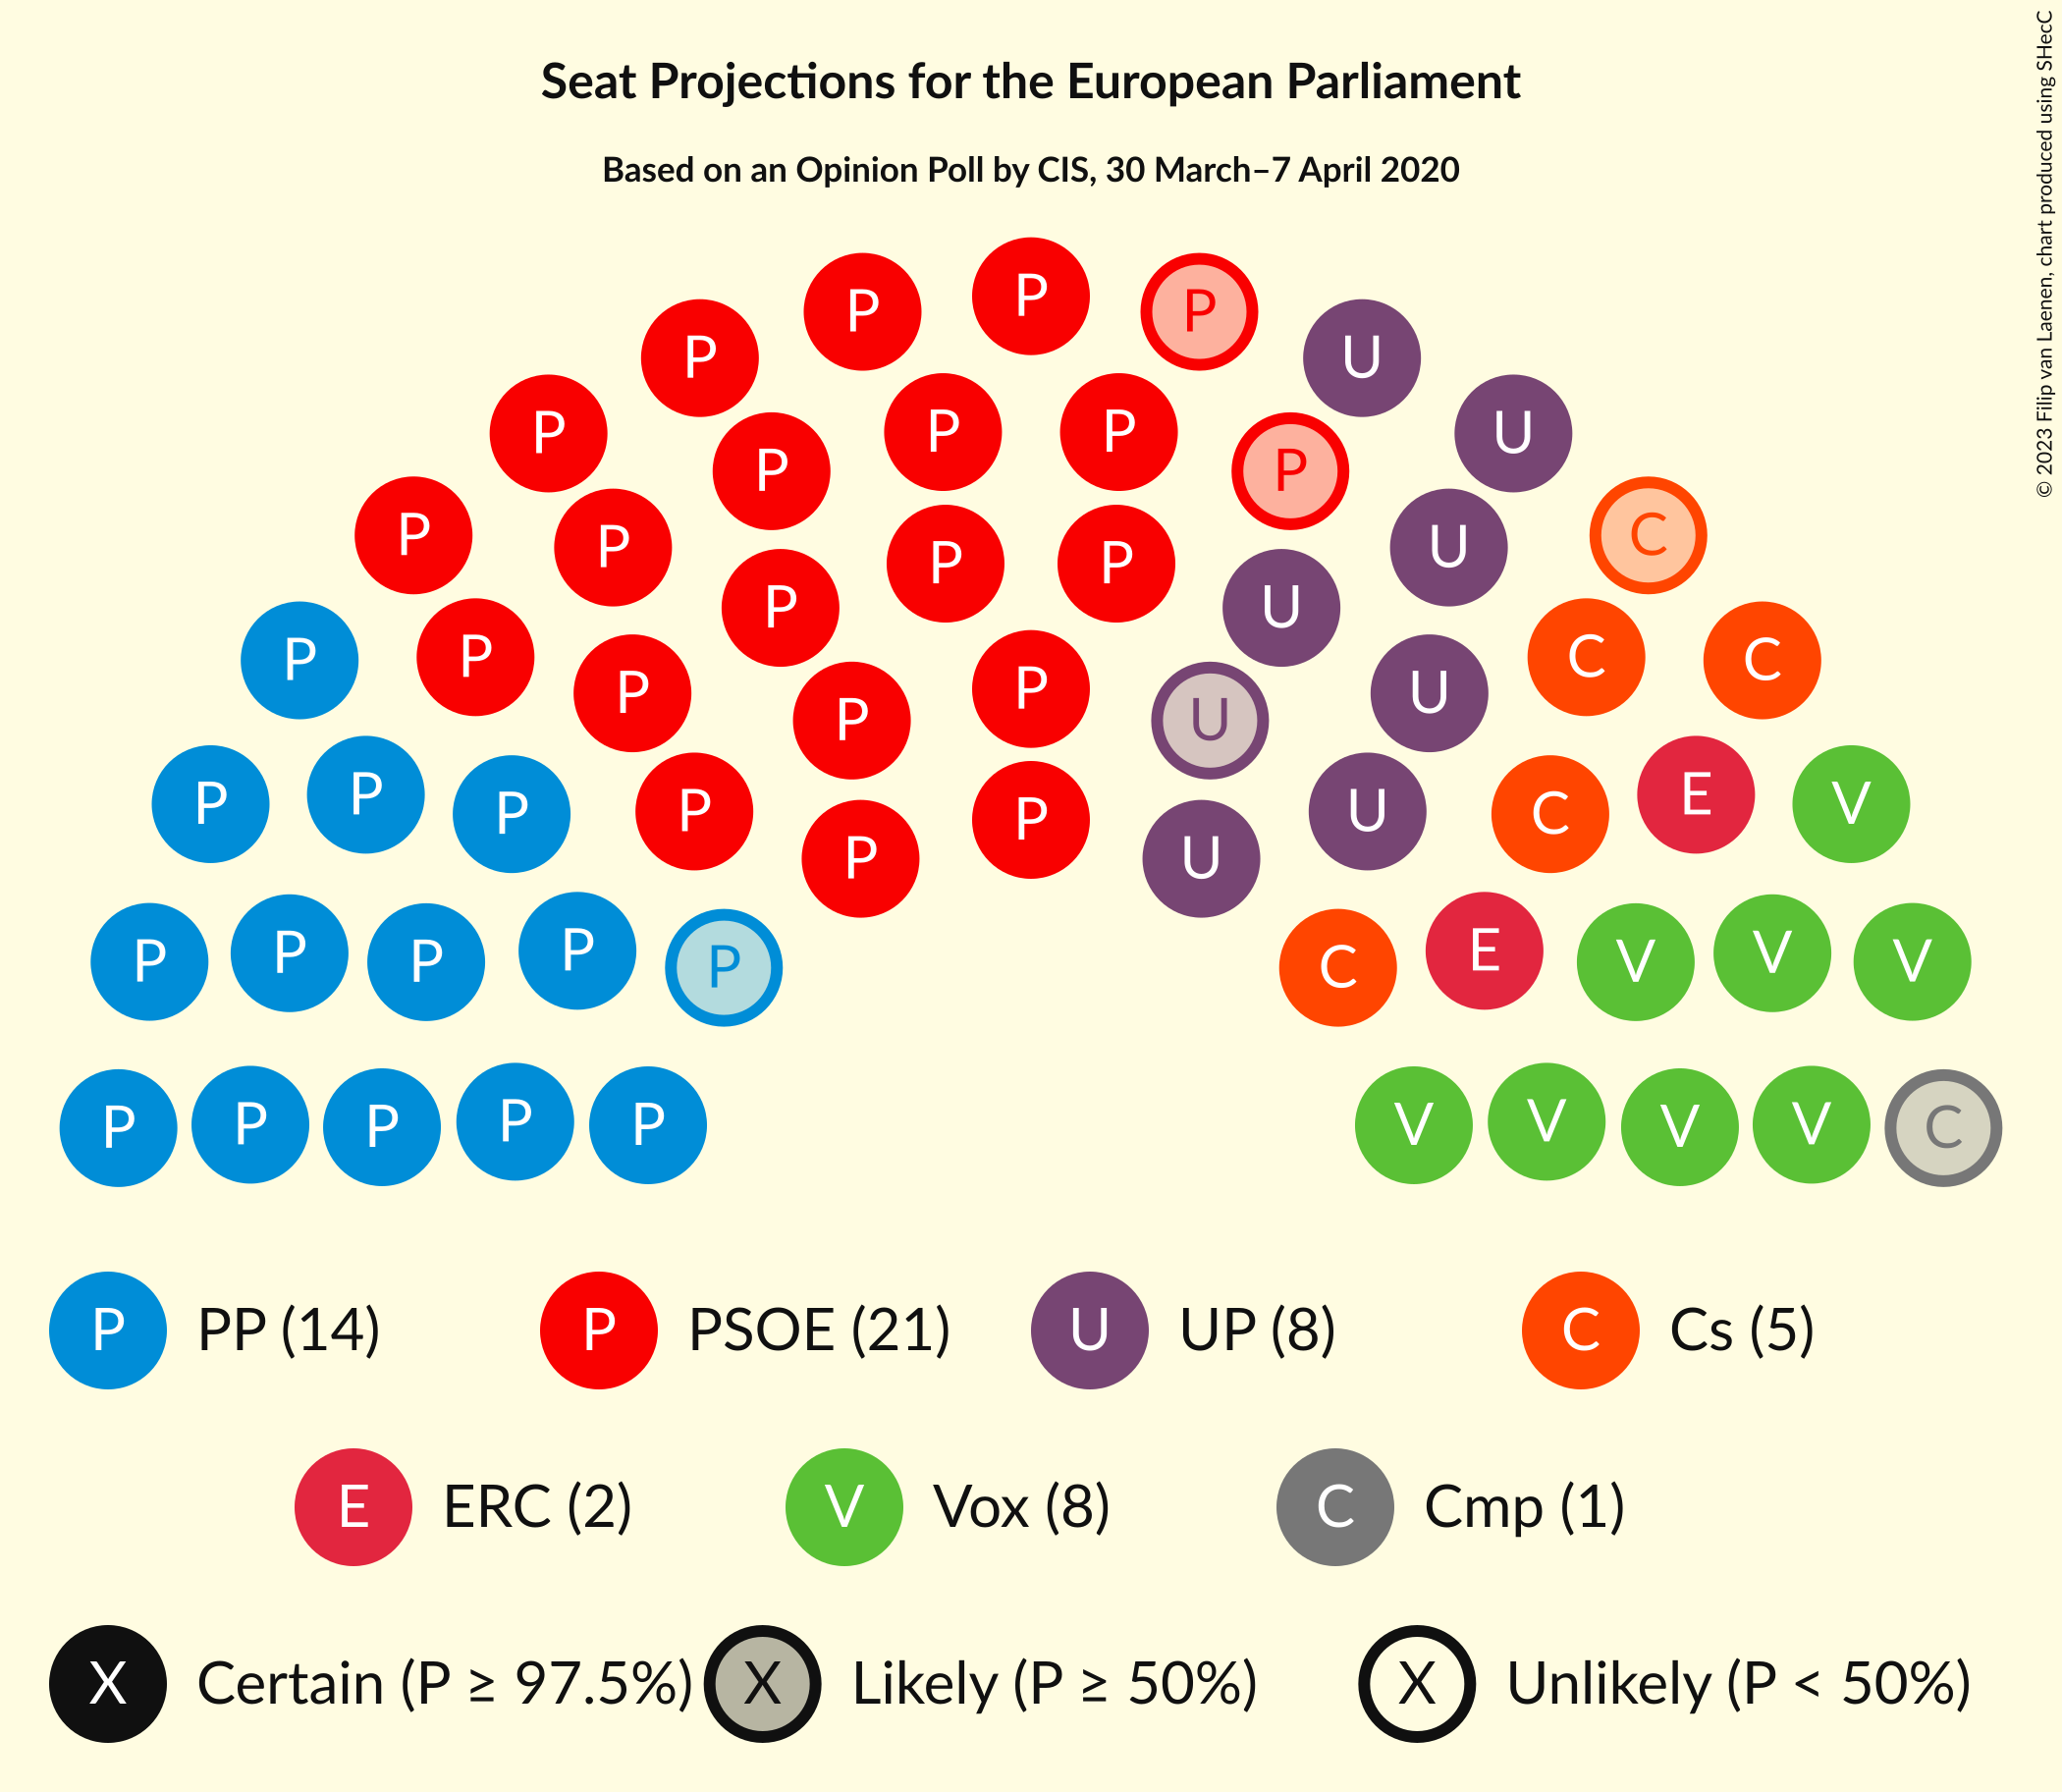 Seat Projections for the European Parliament
Based on an Opinion Poll by CIS, 30 March–7 April 2020
© 2023 Filip van Laenen, chart produced using SHecC
P
P P
P P U
P P P U
P P P U
P P U C
P P P U
P P C C
P P P U
P P U
P P P P U C E V
P P
P P P P P C E V V V
P P P P P V V V V C
P PP (14) P PSOE (21) U UP (8) C Cs (5)
E ERC (2) V Vox (8) C Cmp (1)
X Certain (P ≥ 97.5%) X Likely (P ≥ 50%) X Unlikely (P < 50%)